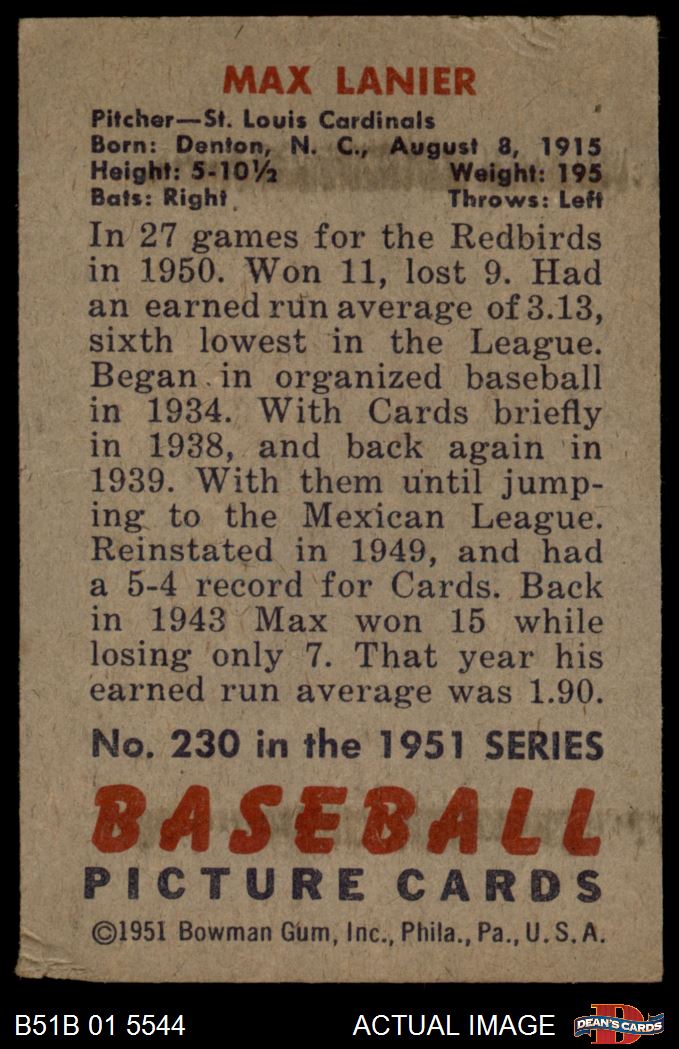 MAX LANIER
Pitcher—St. Louis Cardinals
Born: Denton, N. C., August 8, 1915
Height: 5-10½ Weight: 195
Bats: Right Throws: Left
In 27 games for the Redbirds
in 1950. Won 11, lost 9. Had
an earned run average of 3.13,
sixth lowest in the League.
Began in organized baseball
in 1934. With Cards briefly
in 1938, and back again in
1939. With them until jump-
ing to the Mexican League.
Reinstated in 1949, and had
a 5-4 record for Cards. Back
in 1943 Max won 15 while
losing only 7. That year his
earned run average was 1.90.
No. 230 in the 1951 SERIES
BASEBALL
PICTURE CARDS
©1951 Bowman Gum, Inc., Phila., Pa., U. S. A.
B51B 01 5544 ACTUAL IMAGE D DEAN'S CARDS